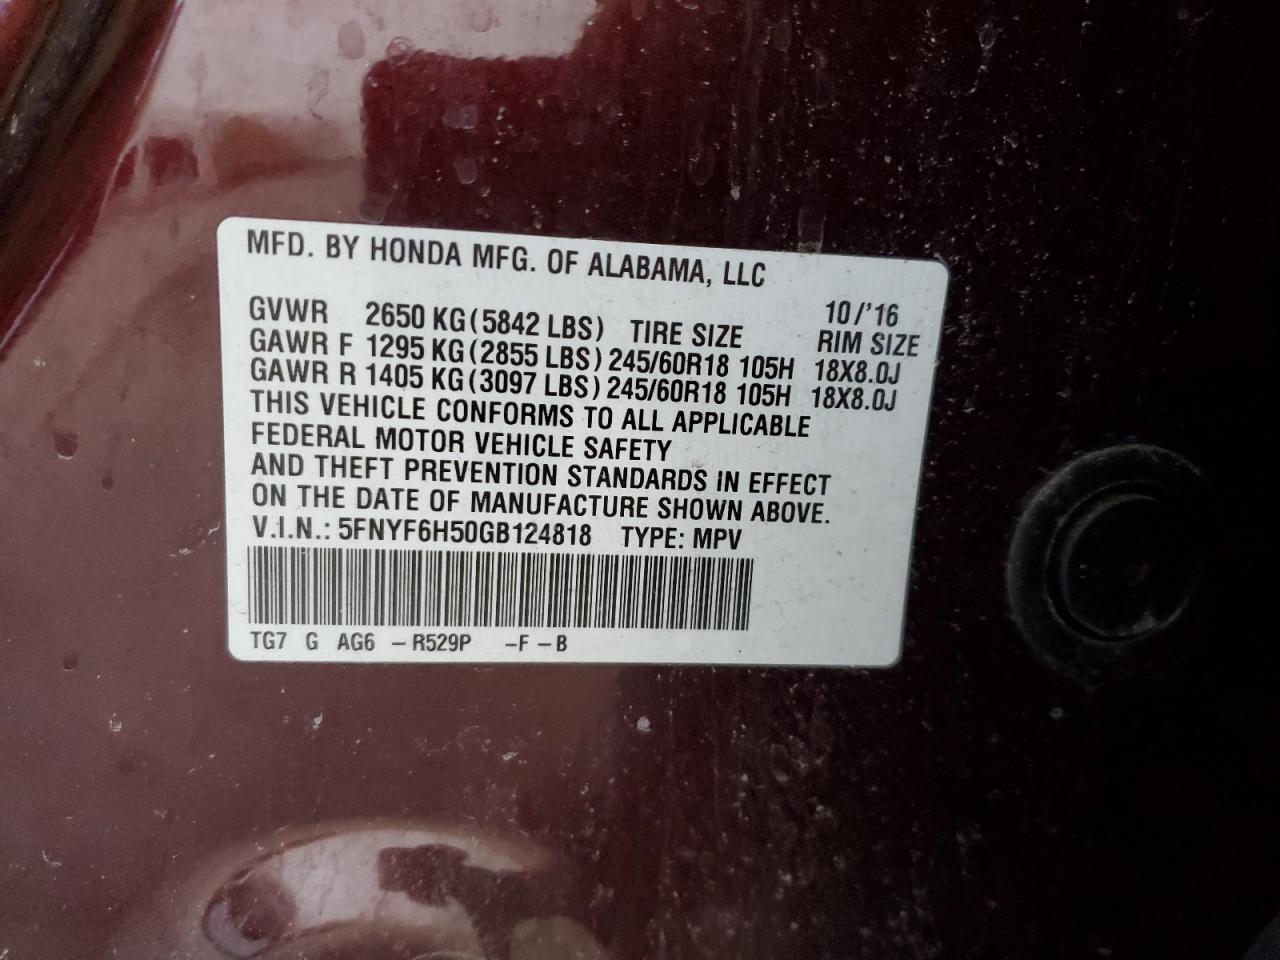 MFD. BY HONDA MFG. OF ALABAMA, LLC
10/'16
GVWR 2650 KG(5842 LBS) TIRE SIZE RIM SIZE
GAWR F 1295 KG(2855 LBS) 245/60R18 105H 18X8.0J
GAWR R 1405 KG(3097 LBS) 245/60R18 105H 18X8.0J
THIS VEHICLE CONFORMS TO ALL APPLICABLE
FEDERAL MOTOR VEHICLE SAFETY
AND THEFT PREVENTION STANDARDS IN EFFECT
ON THE DATE OF MANUFACTURE SHOWN ABOVE.
V.I.N.: 5FNYF6H50GB124818 TYPE: MPV
TG7 G AG6 -R529P -F-B